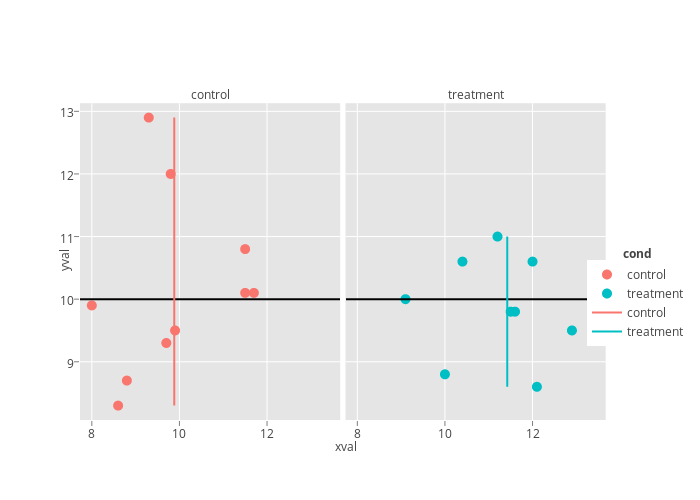 control treatment
13
12
11
10
9
yval
8 10 12 8 10 12
xval
cond
control
treatment
control
treatment